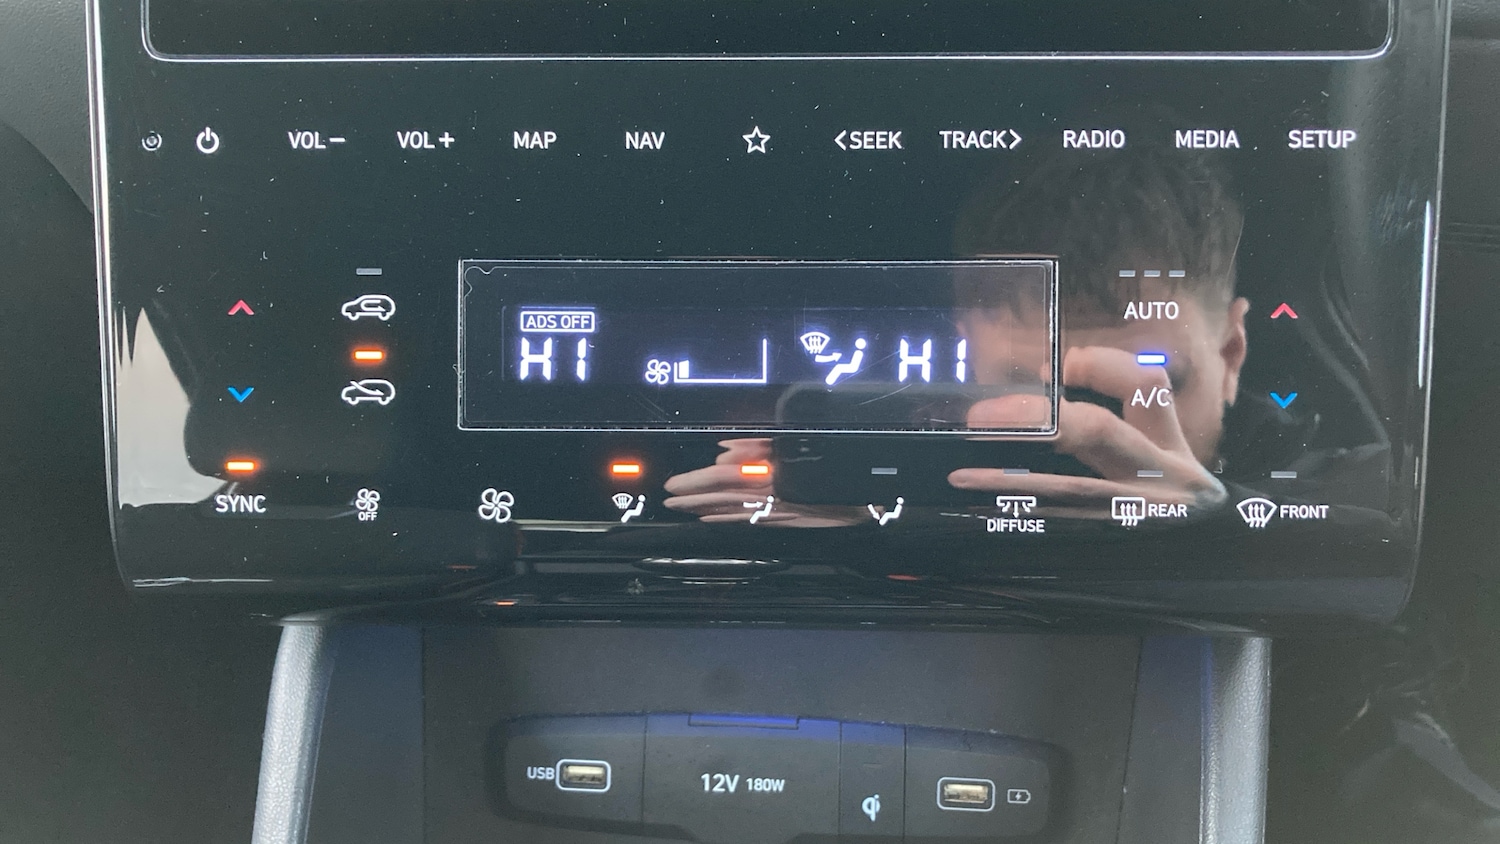 VOL− VOL+ MAP NAV <SEEK TRACK> RADIO MEDIA SETUP
ADS OFF
HI HI
AUTO
A/C
SYNC OFF DIFFUSE REAR FRONT
USB 12V 180W qi